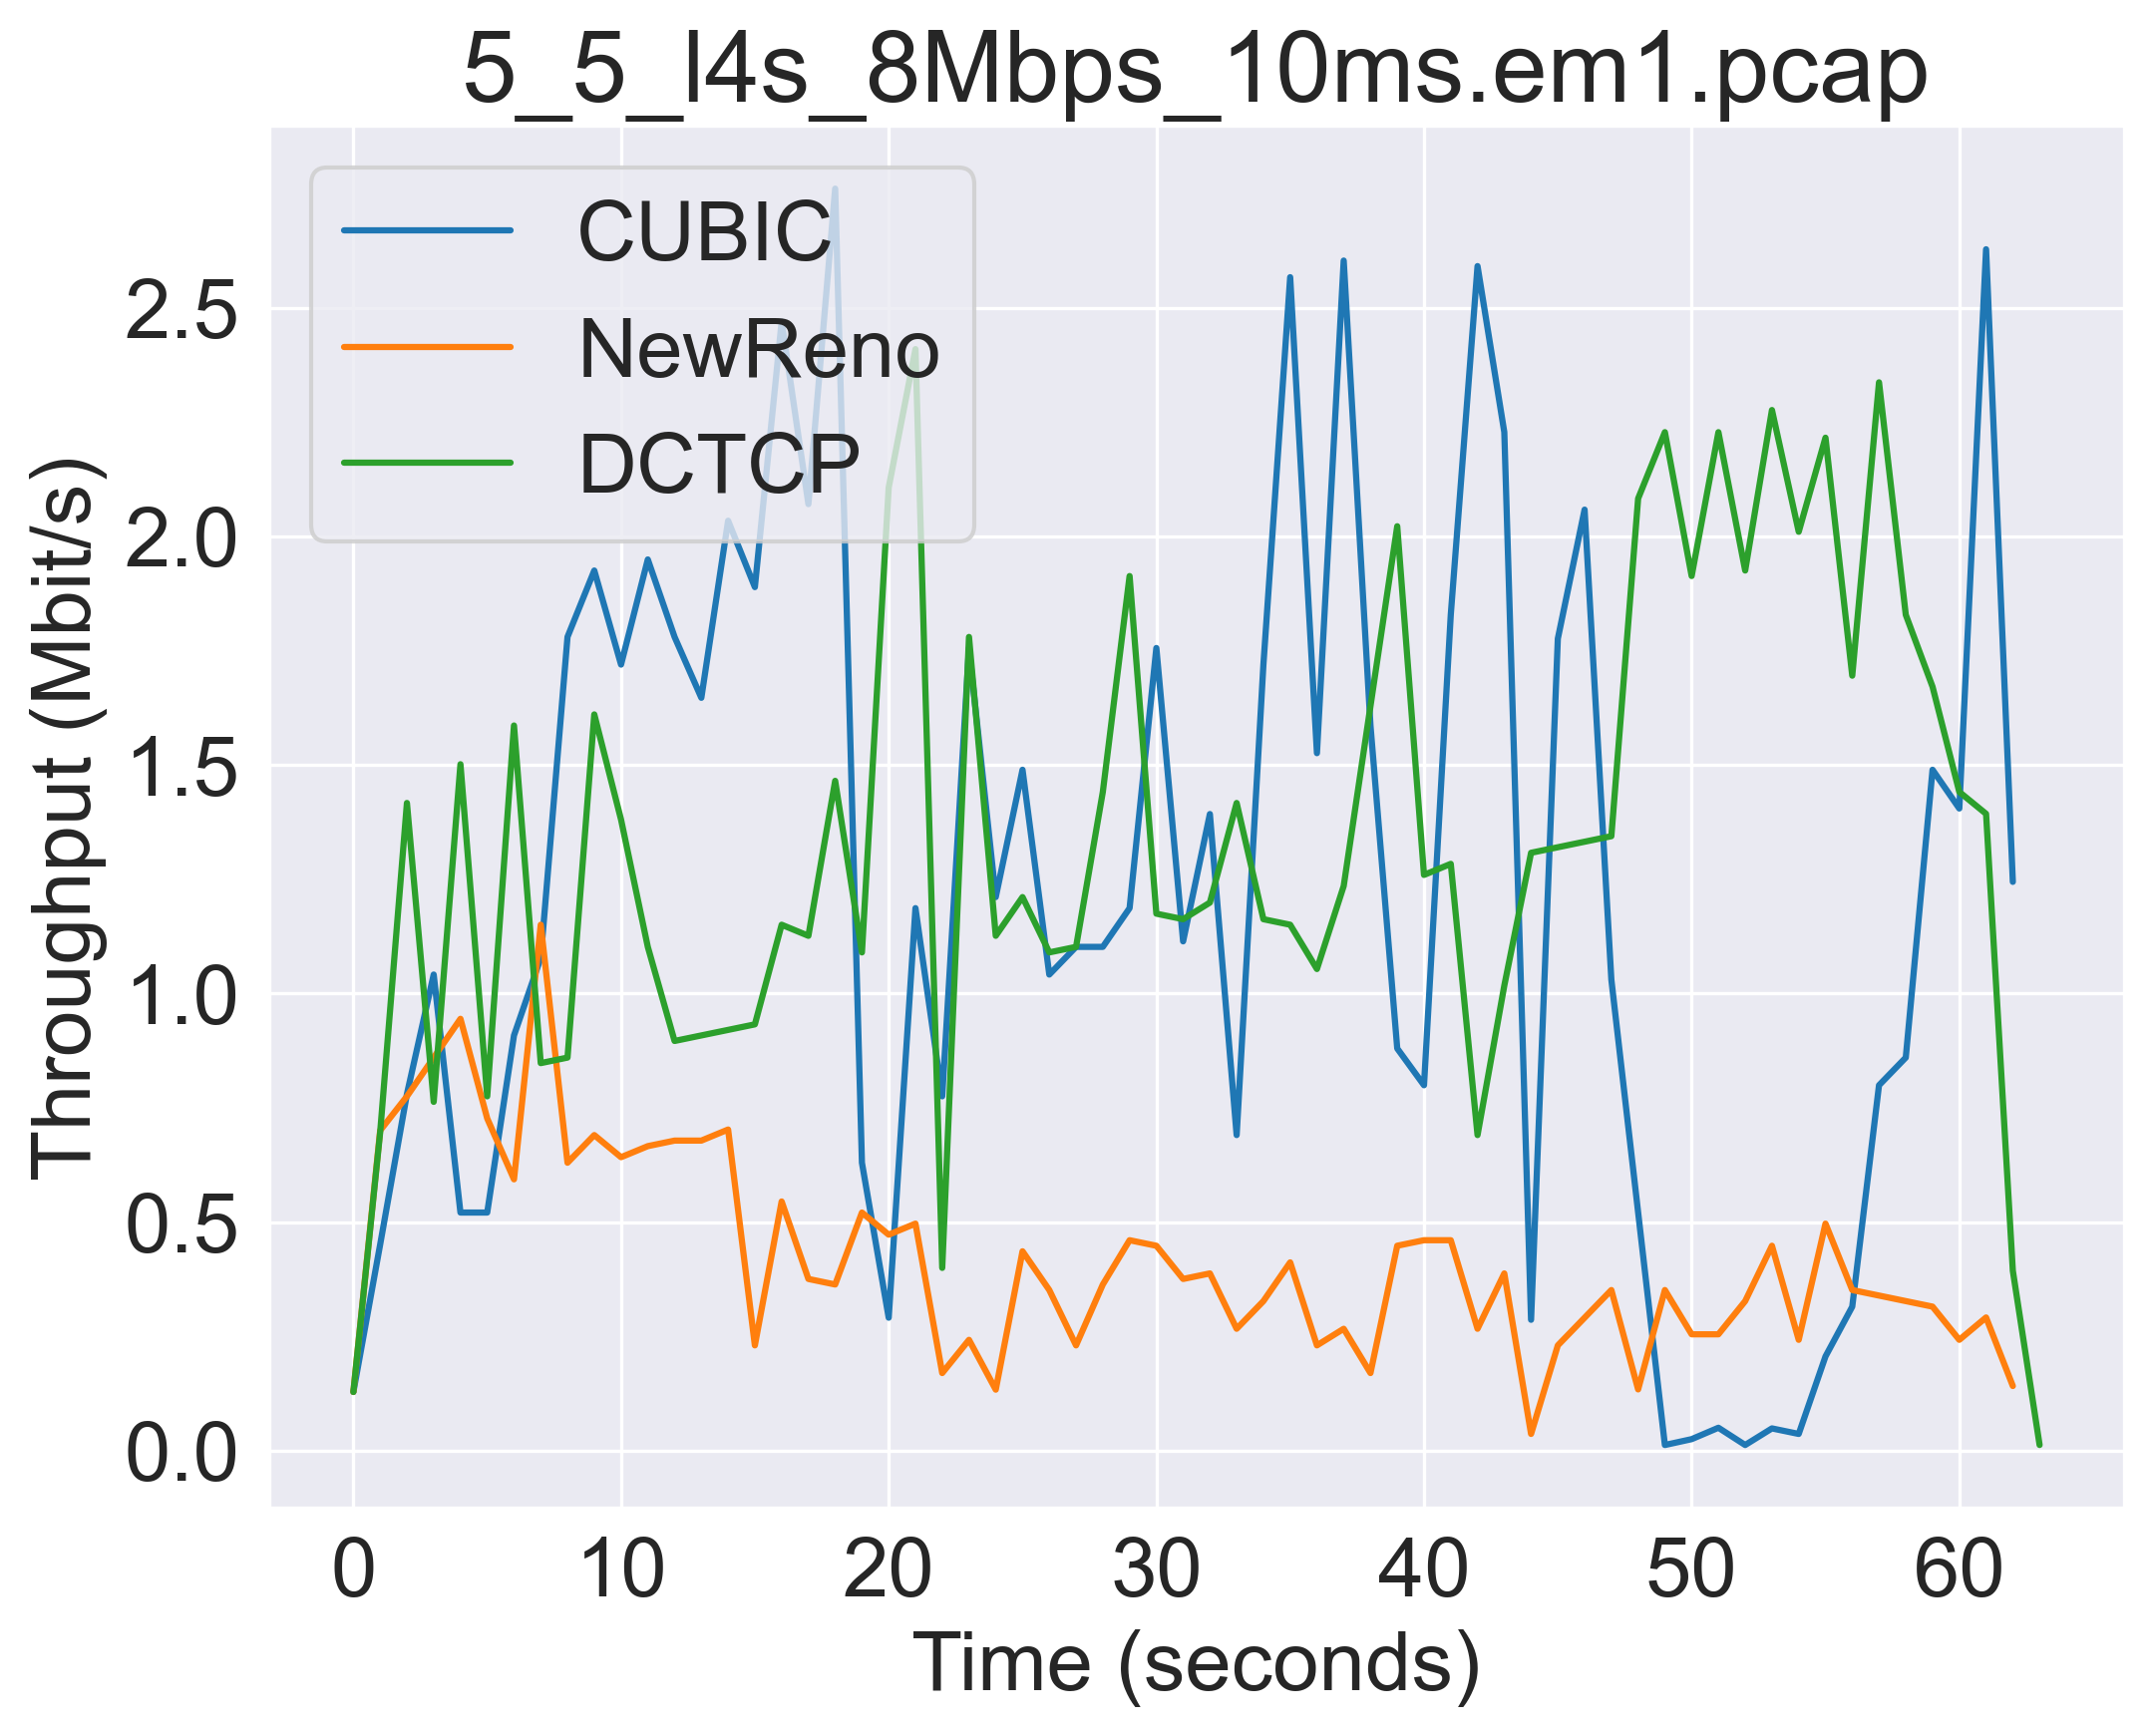 5_5_l4s_8Mbps_10ms.em1.pcap
CUBIC
NewReno
DCTCP
Throughput (Mbit/s)
2.5
2.0
1.5
1.0
0.5
0.0
0 10 20 30 40 50 60
Time (seconds)